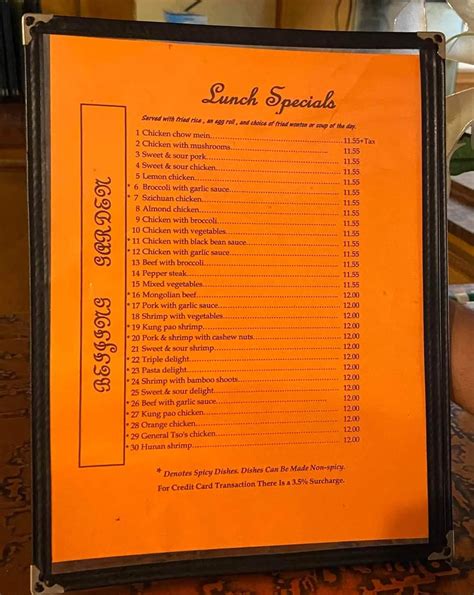 Lunch Specials
Served with fried rice, an egg roll, and choice of fried wonton or soup of the day.
BEIJING GARDEN
1 Chicken chow mein 11.55+Tax
2 Chicken with mushrooms 11.55
3 Sweet & sour pork 11.55
4 Sweet & sour chicken 11.55
5 Lemon chicken 11.55
* 6 Broccoli with garlic sauce 11.55
* 7 Szichuan chicken 11.55
8 Almond chicken 11.55
9 Chicken with broccoli 11.55
10 Chicken with vegetables 11.55
* 11 Chicken with black bean sauce 11.55
* 12 Chicken with garlic sauce 11.55
13 Beef with broccoli 11.55
14 Pepper steak 11.55
15 Mixed vegetables 11.55
* 16 Mongolian beef 12.00
* 17 Pork with garlic sauce 12.00
18 Shrimp with vegetables 12.00
* 19 Kung pao shrimp 12.00
* 20 Pork & shrimp with cashew nuts 12.00
21 Sweet & sour shrimp 12.00
* 22 Triple delight 12.00
* 23 Pasta delight 12.00
* 24 Shrimp with bamboo shoots 12.00
25 Sweet & sour delight 12.00
* 26 Beef with garlic sauce 12.00
* 27 Kung pao chicken 12.00
* 28 Orange chicken 12.00
* 29 General Tso's chicken 12.00
* 30 Hunan shrimp 12.00
* Denotes Spicy Dishes. Dishes Can Be Made Non-spicy.
For Credit Card Transaction There Is a 3.5% Surcharge.